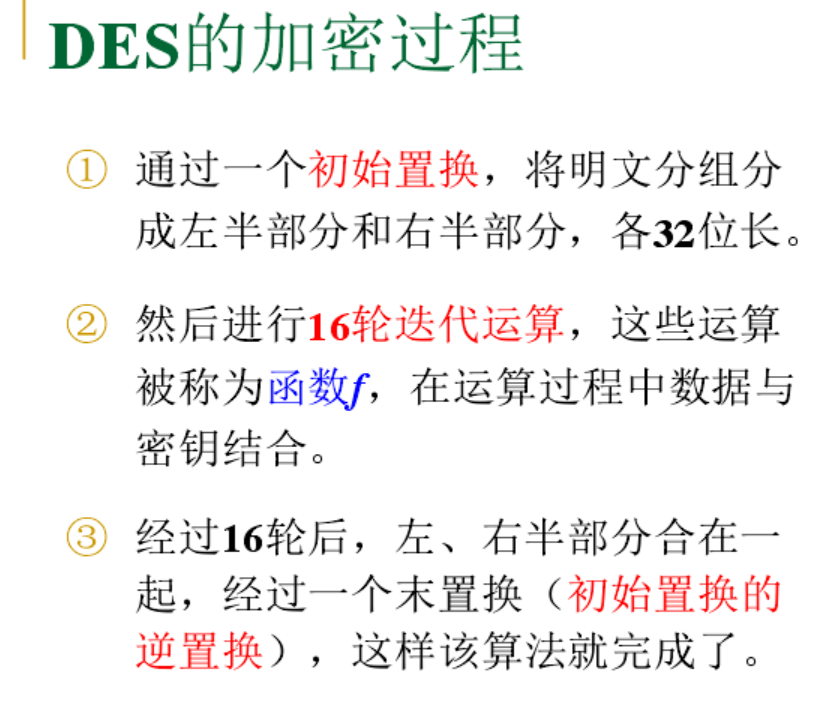 DES的加密过程
① 通过一个初始置换，将明文分组分
成左半部分和右半部分，各32位长。
② 然后进行16轮迭代运算，这些运算
被称为函数f，在运算过程中数据与
密钥结合。
③ 经过16轮后，左、右半部分合在一
起，经过一个末置换（初始置换的
逆置换），这样该算法就完成了。